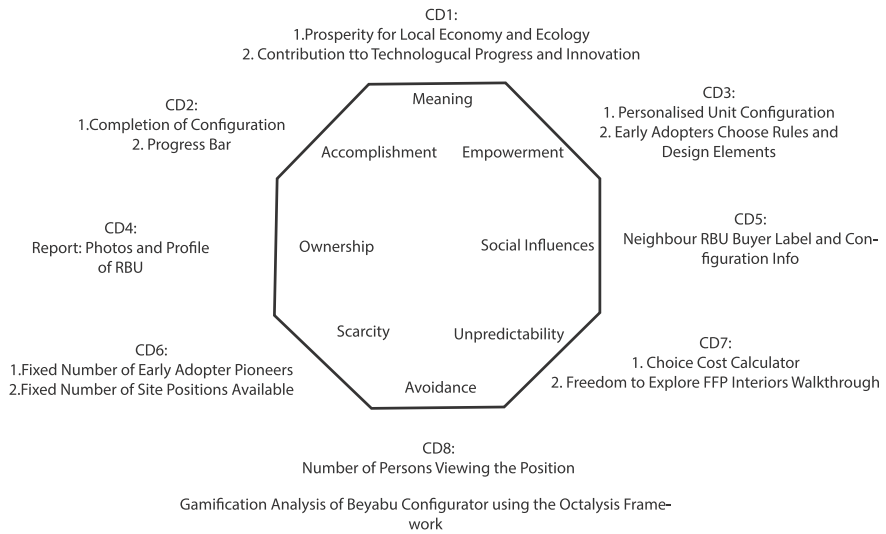 CD1:
1.Prosperity for Local Economy and Ecology
2. Contribution tto Technologucal Progress and Innovation
Meaning
CD2:
1.Completion of Configuration
2. Progress Bar
CD3:
1. Personalised Unit Configuration
2. Early Adopters Choose Rules and
Design Elements
Accomplishment
Empowerment
CD4:
Report: Photos and Profile
of RBU
Ownership
Social Influences
CD5:
Neighbour RBU Buyer Label and Con-
figuration Info
Scarcity
Unpredictability
CD6:
1.Fixed Number of Early Adopter Pioneers
2.Fixed Number of Site Positions Available
CD7:
1. Choice Cost Calculator
2. Freedom to Explore FFP Interiors Walkthrough
Avoidance
CD8:
Number of Persons Viewing the Position
Gamification Analysis of Beyabu Configurator using the Octalysis Frame-
work